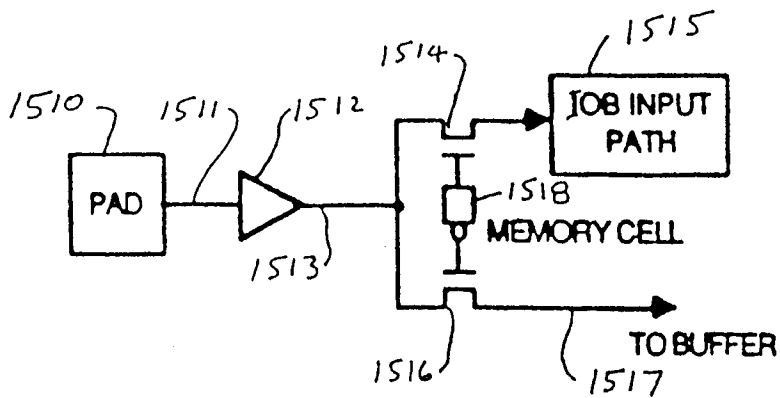 1515
1514
1510
1511
1512
IOB INPUT
PATH
PAD
1518
MEMORY CELL
1513
TO BUFFER
1516
1517